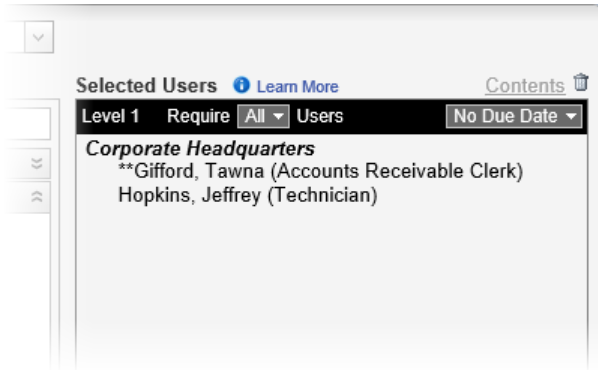 Selected Users Learn More Contents
Level 1 Require All Users No Due Date
Corporate Headquarters
**Gifford, Tawna (Accounts Receivable Clerk)
Hopkins, Jeffrey (Technician)